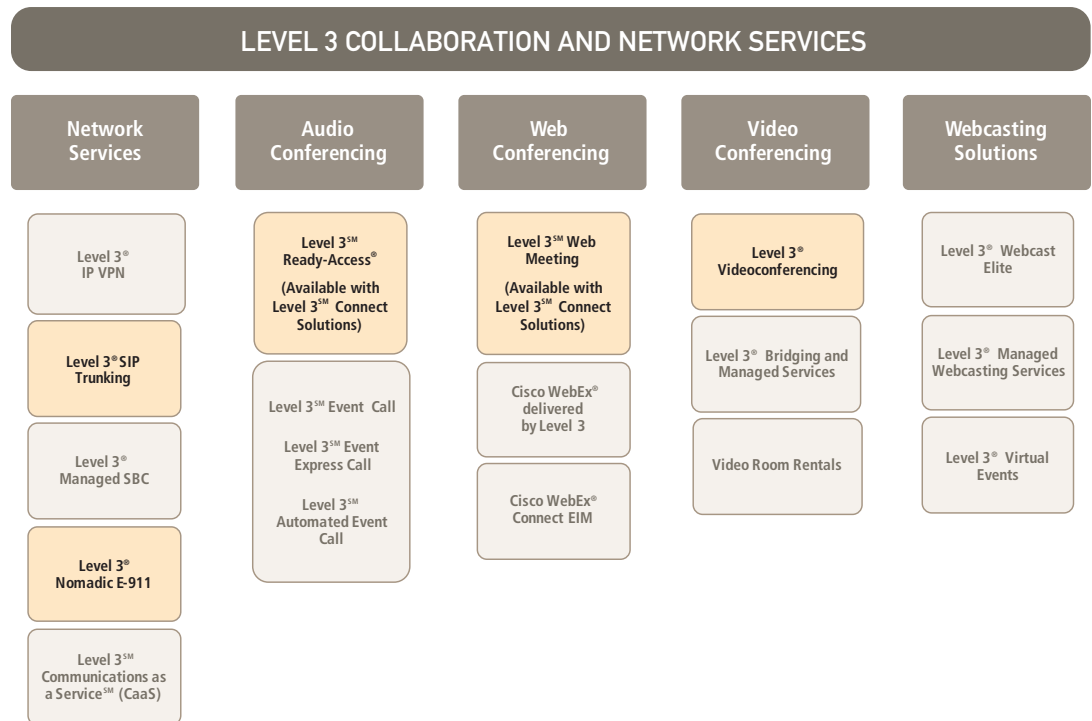 LEVEL 3 COLLABORATION AND NETWORK SERVICES
Network
Services
Audio
Conferencing
Web
Conferencing
Video
Conferencing
Webcasting
Solutions
Level 3®
IP VPN
Level 3® SIP
Trunking
Level 3®
Managed SBC
Level 3®
Nomadic E-911
Level 3℠
Communications as
a Service℠ (CaaS)
Level 3℠
Ready-Access®
(Available with
Level 3℠ Connect
Solutions)
Level 3℠ Event Call
Level 3℠ Event
Express Call
Level 3℠
Automated Event
Call
Level 3℠ Web
Meeting
(Available with
Level 3℠ Connect
Solutions)
Cisco WebEx®
delivered
by Level 3
Cisco WebEx®
Connect EIM
Level 3®
Videoconferencing
Level 3® Bridging and
Managed Services
Video Room Rentals
Level 3® Webcast
Elite
Level 3® Managed
Webcasting Services
Level 3® Virtual
Events